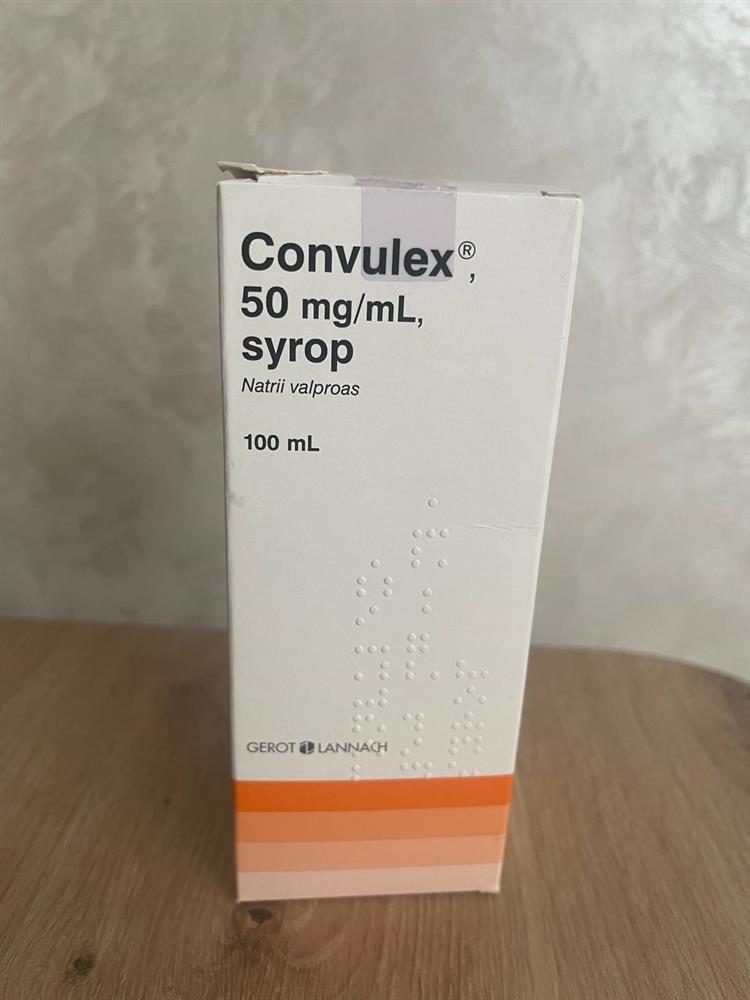 Convulex®,
50 mg/mL,
syrop
Natrii valproas
100 mL
GEROT LANNACH